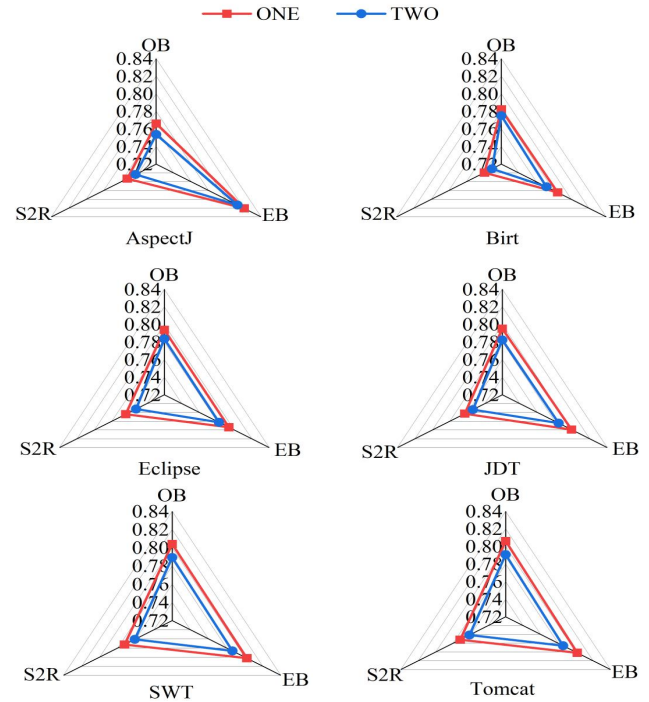 ONE TWO
OB OB
0.84 0.84
0.82 0.82
0.80 0.80
0.78 0.78
0.76 0.76
0.74 0.74
0.72 0.72
S2R EB S2R EB
AspectJ Birt
OB OB
0.84 0.84
0.82 0.82
0.80 0.80
0.78 0.78
0.76 0.76
0.74 0.74
0.72 0.72
S2R EB S2R EB
Eclipse JDT
OB OB
0.84 0.84
0.82 0.82
0.80 0.80
0.78 0.78
0.76 0.76
0.74 0.74
0.72 0.72
S2R EB S2R EB
SWT Tomcat